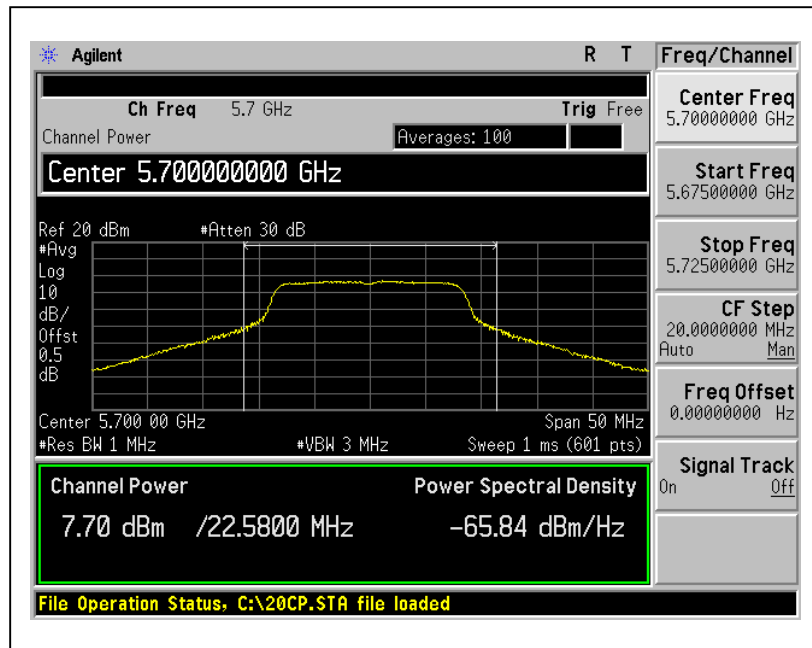 Agilent R T
Freq/Channel
Ch Freq 5.7 GHz Trig Free
Channel Power Averages: 100
Center 5.700000000 GHz
Ref 20 dBm #Atten 30 dB
#Avg
Log
10
dB/
Offst
0.5
dB
Center 5.700 00 GHz Span 50 MHz
#Res BW 1 MHz #VBW 3 MHz Sweep 1 ms (601 pts)
Channel Power Power Spectral Density
7.70 dBm /22.5800 MHz -65.84 dBm/Hz
File Operation Status, C:\20CP.STA file loaded
Center Freq
5.70000000 GHz
Start Freq
5.67500000 GHz
Stop Freq
5.72500000 GHz
CF Step
20.0000000 MHz
Auto Man
Freq Offset
0.00000000 Hz
Signal Track
On Off